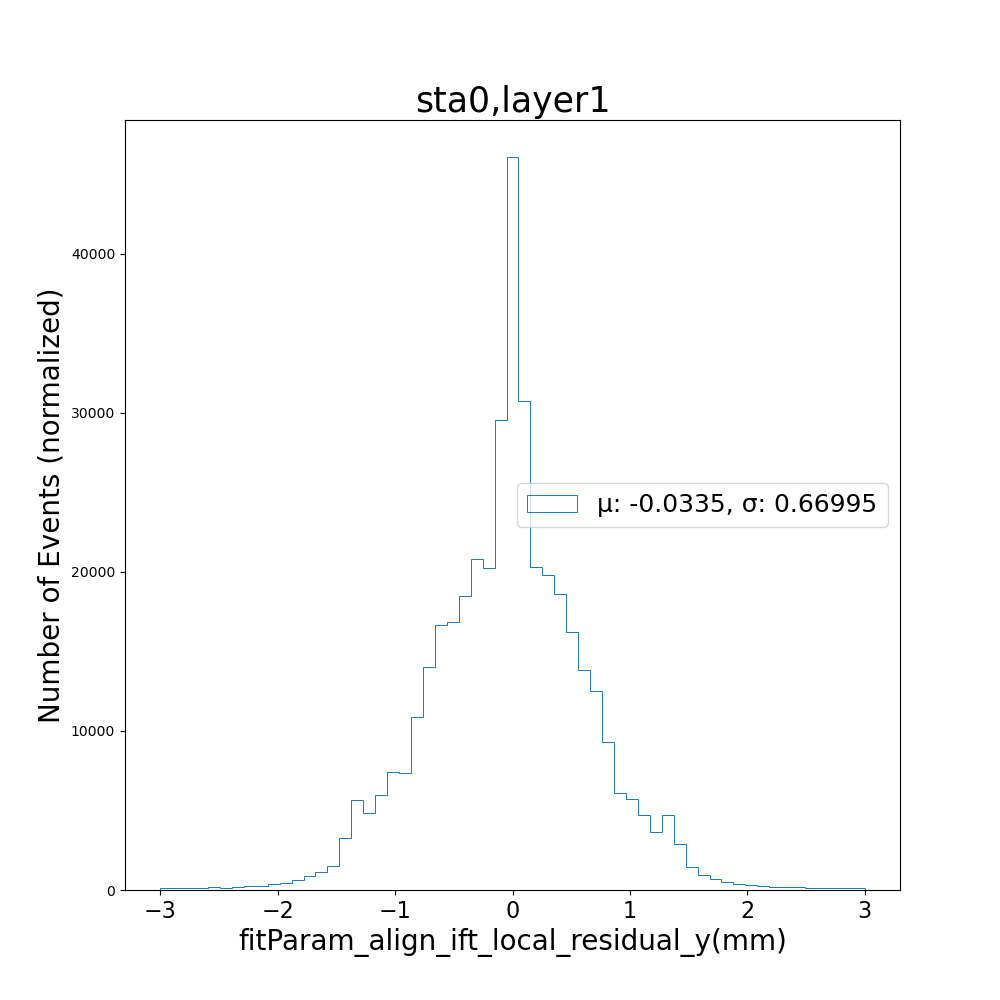 sta0,layer1
Number of Events (normalized)
40000
30000
20000
10000
0
μ: -0.0335, σ: 0.66995
−3 −2 −1 0 1 2 3
fitParam_align_ift_local_residual_y(mm)